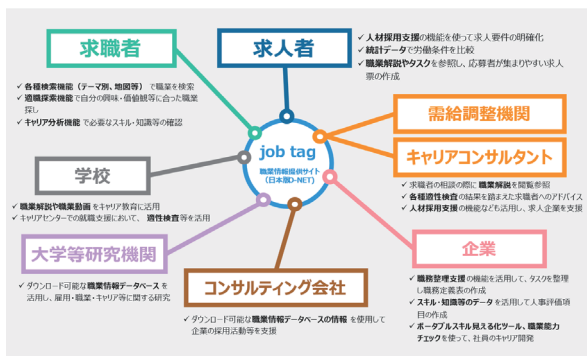 求職者
✓ 各種検索機能（テーマ別、地図等）で職業を検索
✓ 適職探索機能で自分の興味・価値観等に合った職業
探し
✓ キャリア分析機能で必要なスキル・知識等の確認
求人者
✓ 人材採用支援の機能を使って求人要件の明確化
✓ 統計データで労働条件を比較
✓ 職業解説やタスクを参照し、応募者が集まりやすい求人
票の作成
需給調整機関
キャリアコンサルタント
✓ 求職者の相談の際に職業解説を閲覧参照
✓ 各種適性検査の結果を踏まえた求職者へのアドバイス
✓ 人材採用支援の機能なども活用し、求人企業を支援
job tag
職業情報提供サイト
（日本版O-NET）
学校
✓ 職業解説や職業動画をキャリア教育に活用
✓ キャリアセンターでの就職支援において、適性検査等を活用
大学等研究機関
✓ ダウンロード可能な職業情報データベースを
活用し、雇用・職業・キャリア等に関する研究
コンサルティング会社
✓ ダウンロード可能な職業情報データベースの情報 を使用して
企業の採用活動等を支援
企業
✓ 職務整理支援の機能を活用して、タスクを整理
し職務定義表の作成
✓ スキル・知識等のデータを活用して人事評価項
目の作成
✓ ポータブルスキル見える化ツール、職業能力
チェックを使って、社員のキャリア開発